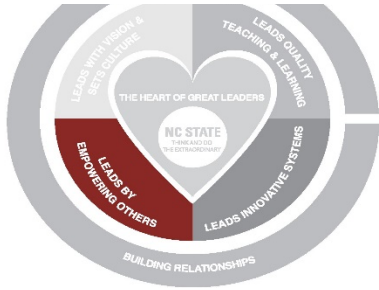 LEADS WITH VISION &
SETS CULTURE
LEADS QUALITY
TEACHING & LEARNING
THE HEART OF GREAT LEADERS
NC STATE
THINK AND DO
THE EXTRAORDINARY
LEADS BY
EMPOWERING OTHERS
LEADS INNOVATIVE SYSTEMS
BUILDING RELATIONSHIPS